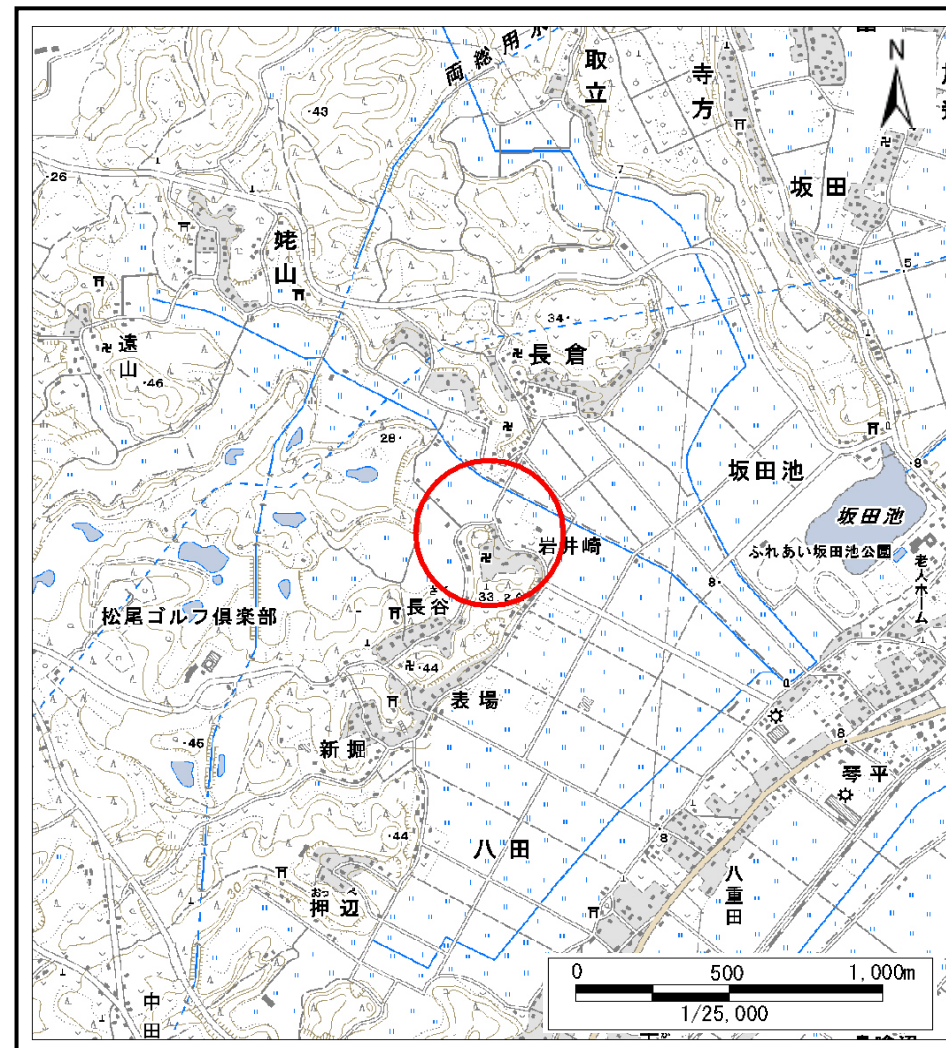 両総用水
取立
寺方
N
坂田
・43
・26
7
5
姥山
34・
長倉
遠山
・46
28・
坂田池
坂田池
ふれあい坂田池公園
8
老人ホーム
岩井崎
8・
33
長谷
松尾ゴルフ倶楽部
・44
表場
新掘
・45
8
琴平
・44
八田
8
八重田
おっぺ
押辺
中田
0 500 1,000m
1/25,000